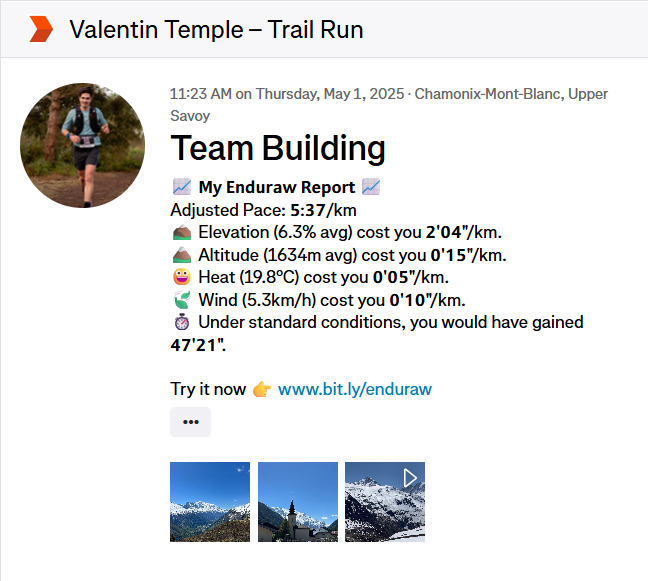 Valentin Temple – Trail Run
11:23 AM on Thursday, May 1, 2025 · Chamonix-Mont-Blanc, Upper
Savoy
Team Building
📈 My Enduraw Report 📈
Adjusted Pace: 5:37/km
⛰️ Elevation (6.3% avg) cost you 2'04"/km.
⛰️ Altitude (1634m avg) cost you 0'15"/km.
🥵 Heat (19.8°C) cost you 0'05"/km.
🍃 Wind (5.3km/h) cost you 0'10"/km.
⏱️ Under standard conditions, you would have gained
47'21".
Try it now 👉 www.bit.ly/enduraw
•••